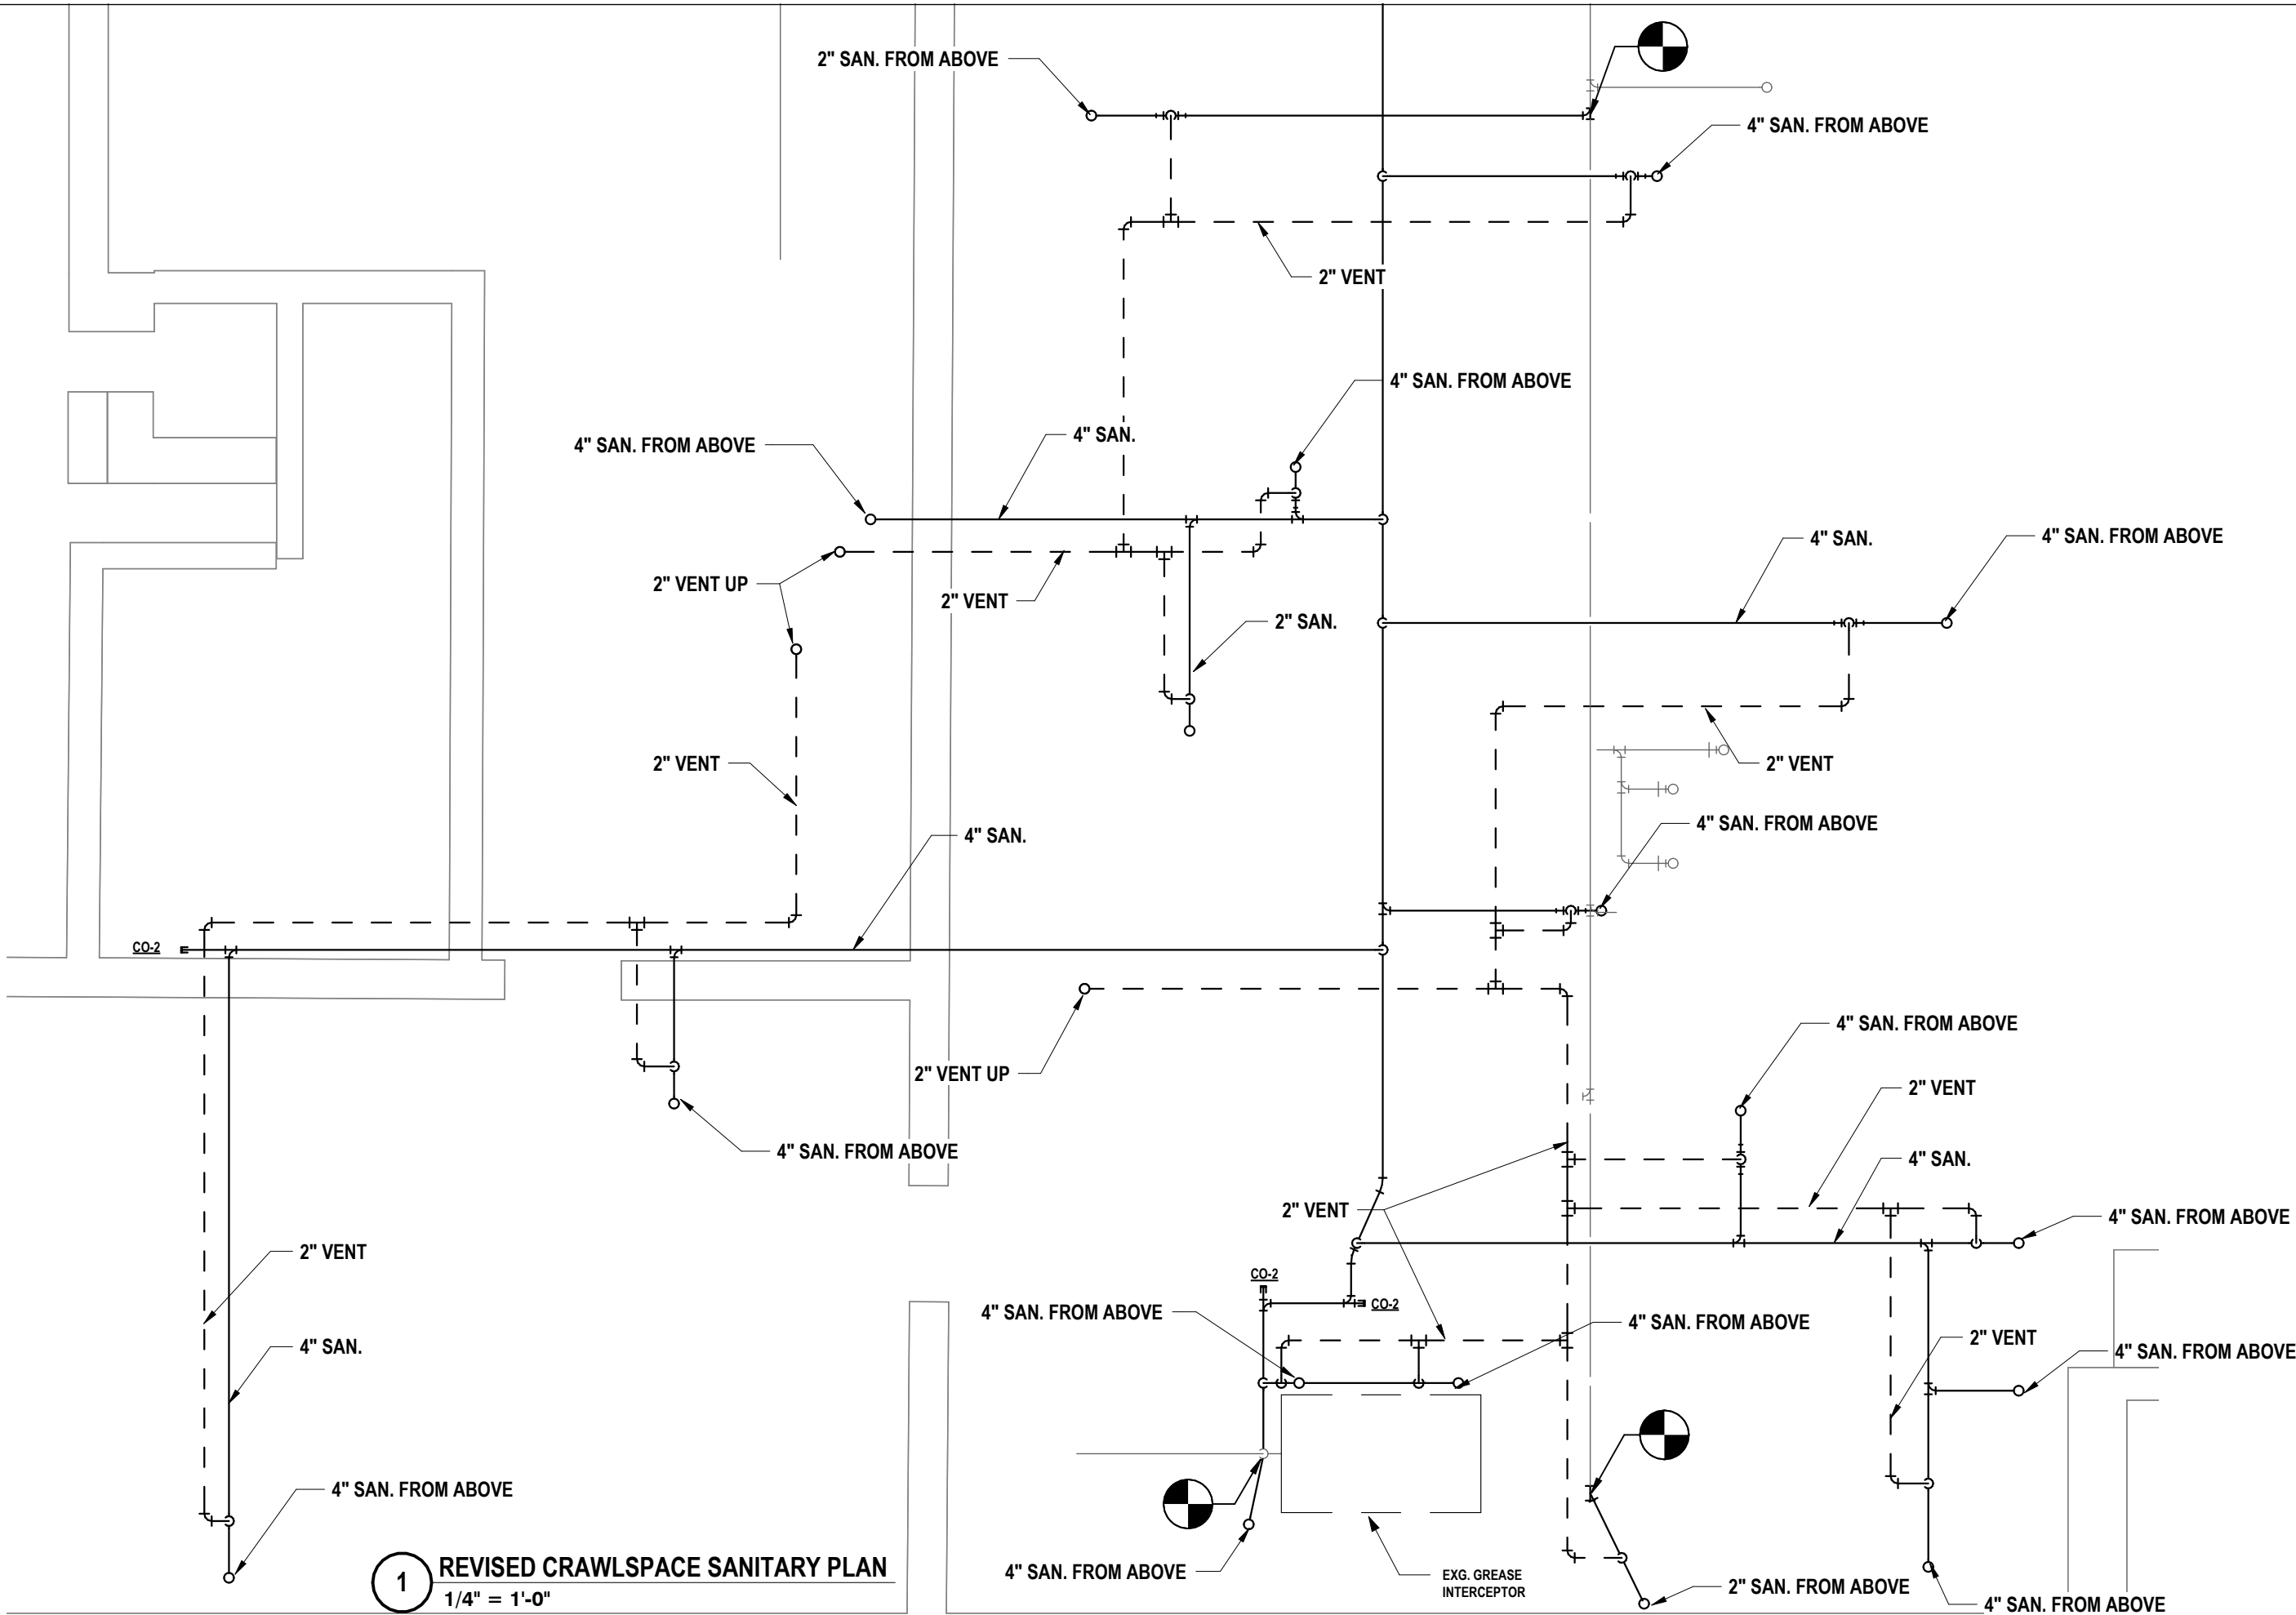 2" SAN. FROM ABOVE
4" SAN. FROM ABOVE
2" VENT
4" SAN. FROM ABOVE
4" SAN. FROM ABOVE
4" SAN.
4" SAN.
4" SAN. FROM ABOVE
2" VENT UP
2" VENT
2" SAN.
2" VENT
2" VENT
4" SAN. FROM ABOVE
4" SAN.
CO-2
4" SAN. FROM ABOVE
2" VENT UP
2" VENT
4" SAN. FROM ABOVE
4" SAN.
2" VENT
4" SAN. FROM ABOVE
2" VENT
CO-2
CO-2
4" SAN. FROM ABOVE
4" SAN. FROM ABOVE
2" VENT
4" SAN.
4" SAN. FROM ABOVE
4" SAN. FROM ABOVE
1
REVISED CRAWLSPACE SANITARY PLAN
1/4" = 1'-0"
4" SAN. FROM ABOVE
EXG. GREASE
INTERCEPTOR
2" SAN. FROM ABOVE
4" SAN. FROM ABOVE